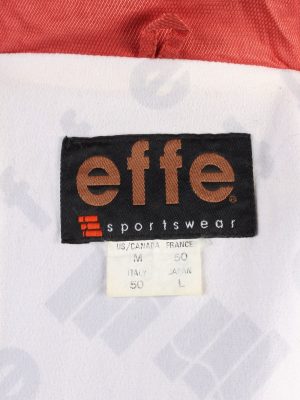 effe®
sportswear
US/CANADA FRANCE
M 50
ITALY JAPAN
50 L